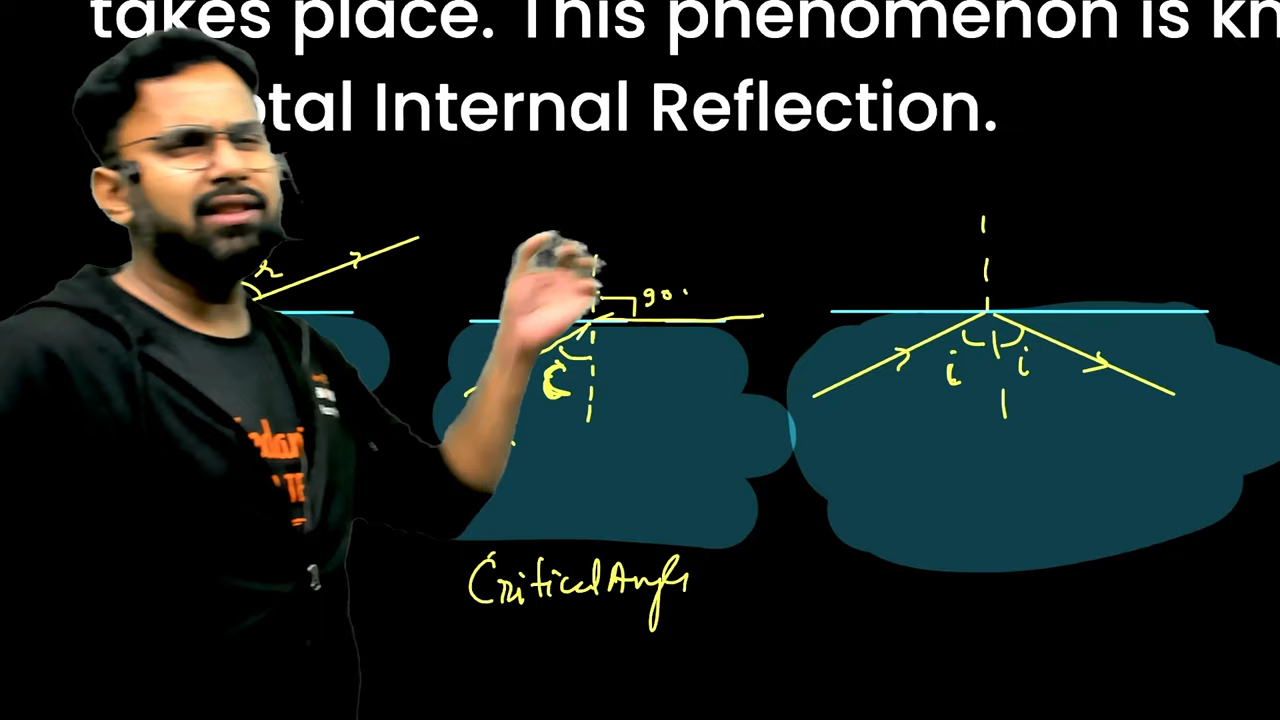 takes place. This phenomenon is kn
otal Internal Reflection.
r
90°
C
i i
Critical Angle